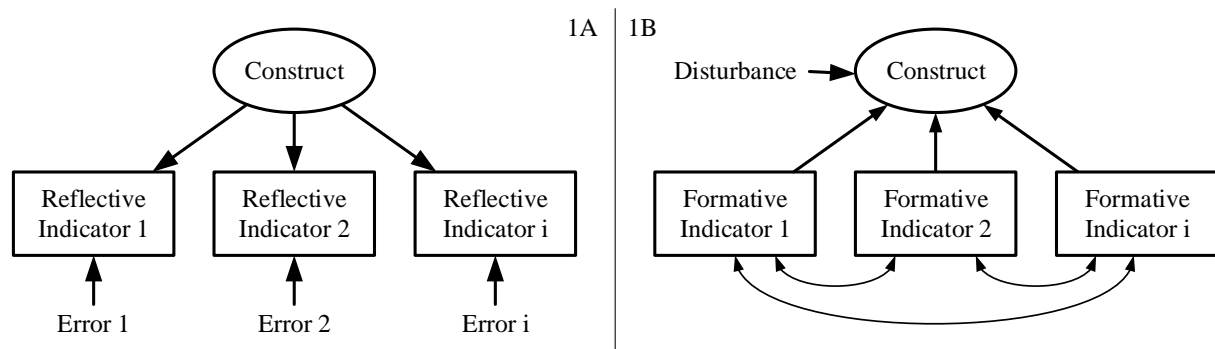 1A
Construct
Reflective
Indicator 1
Reflective
Indicator 2
Reflective
Indicator i
Error 1
Error 2
Error i
1B
Disturbance
Construct
Formative
Indicator 1
Formative
Indicator 2
Formative
Indicator i